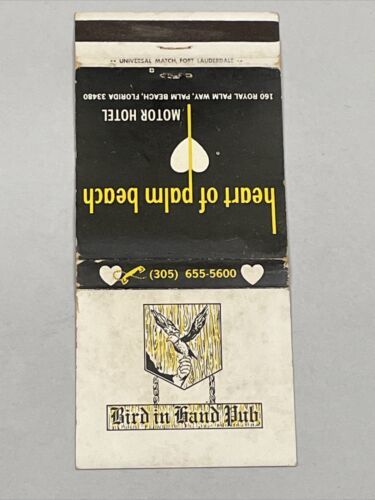 ** UNIVERSAL MATCH, FORT LAUDERDALE **
heart of palm beach
MOTOR HOTEL
160 ROYAL PALM WAY, PALM BEACH, FLORIDA 33480
(305) 655-5600
Bird in Hand Pub